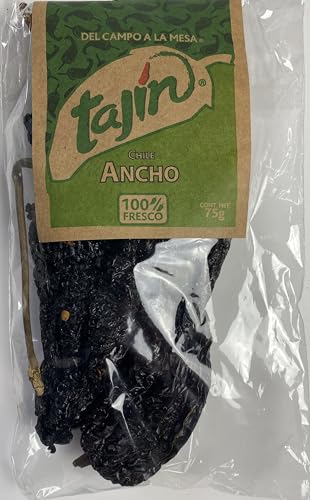 DEL CAMPO A LA MESA®
tajín®
CHILE
ANCHO
100%
FRESCO
CONT. NET.
75g